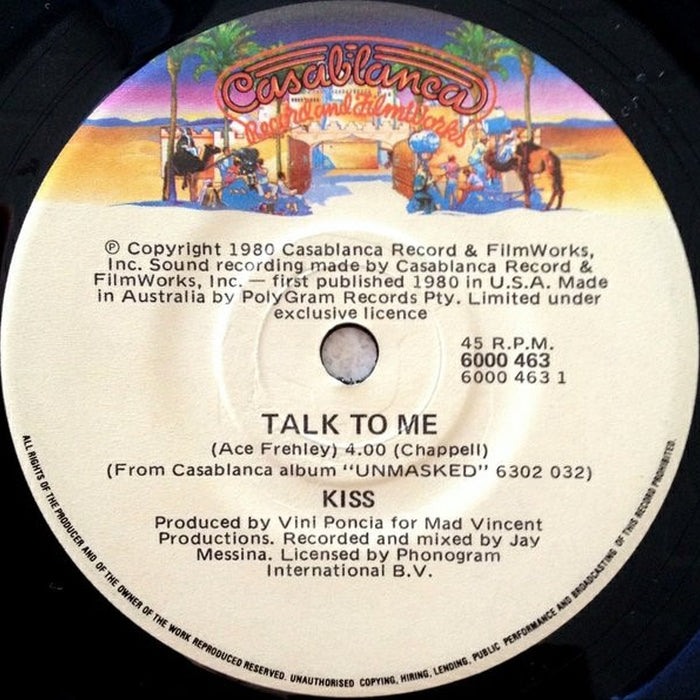 Casablanca
Record and FilmWorks
℗ Copyright 1980 Casablanca Record & FilmWorks,
Inc. Sound recording made by Casablanca Record &
FilmWorks, Inc. — first published 1980 in U.S.A. Made
in Australia by PolyGram Records Pty. Limited under
exclusive licence
45 R.P.M.
6000 463
6000 463 1
TALK TO ME
(Ace Frehley) 4.00 (Chappell)
(From Casablanca album "UNMASKED" 6302 032)
KISS
Produced by Vini Poncia for Mad Vincent
Productions. Recorded and mixed by Jay
Messina. Licensed by Phonogram
International B.V.
ALL RIGHTS OF THE PRODUCER AND OF THE OWNER OF THE WORK REPRODUCED RESERVED. UNAUTHORISED COPYING, HIRING, LENDING, PUBLIC PERFORMANCE AND BROADCASTING OF THIS RECORD PROHIBITED.